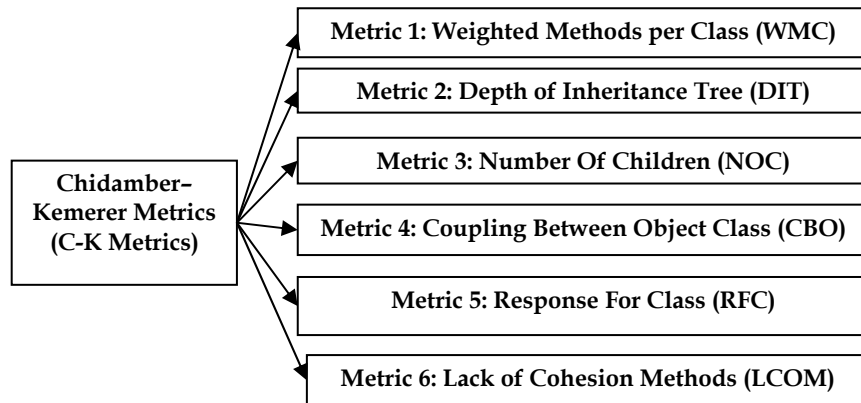 Metric 1: Weighted Methods per Class (WMC)
Metric 2: Depth of Inheritance Tree (DIT)
Metric 3: Number Of Children (NOC)
Chidamber–
Kemerer Metrics
(C-K Metrics)
Metric 4: Coupling Between Object Class (CBO)
Metric 5: Response For Class (RFC)
Metric 6: Lack of Cohesion Methods (LCOM)